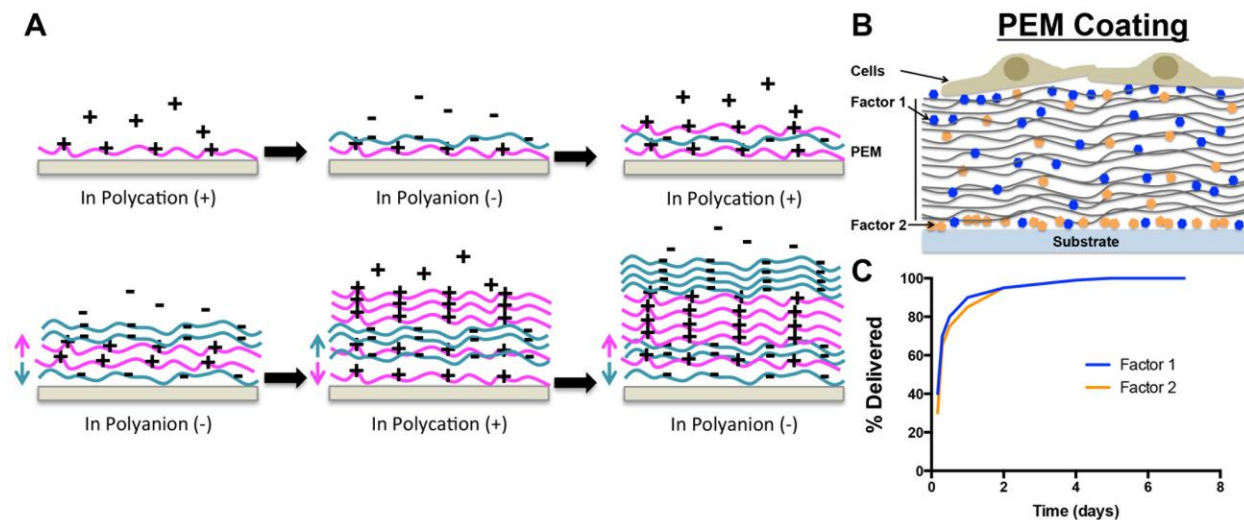 A
In Polycation (+)
In Polyanion (-)
In Polycation (+)
In Polyanion (-)
In Polycation (+)
In Polyanion (-)
B
PEM Coating
Cells
Factor 1
PEM
Factor 2
Substrate
C
100
80
60
40
20
0
% Delivered
Factor 1
Factor 2
0 2 4 6 8
Time (days)